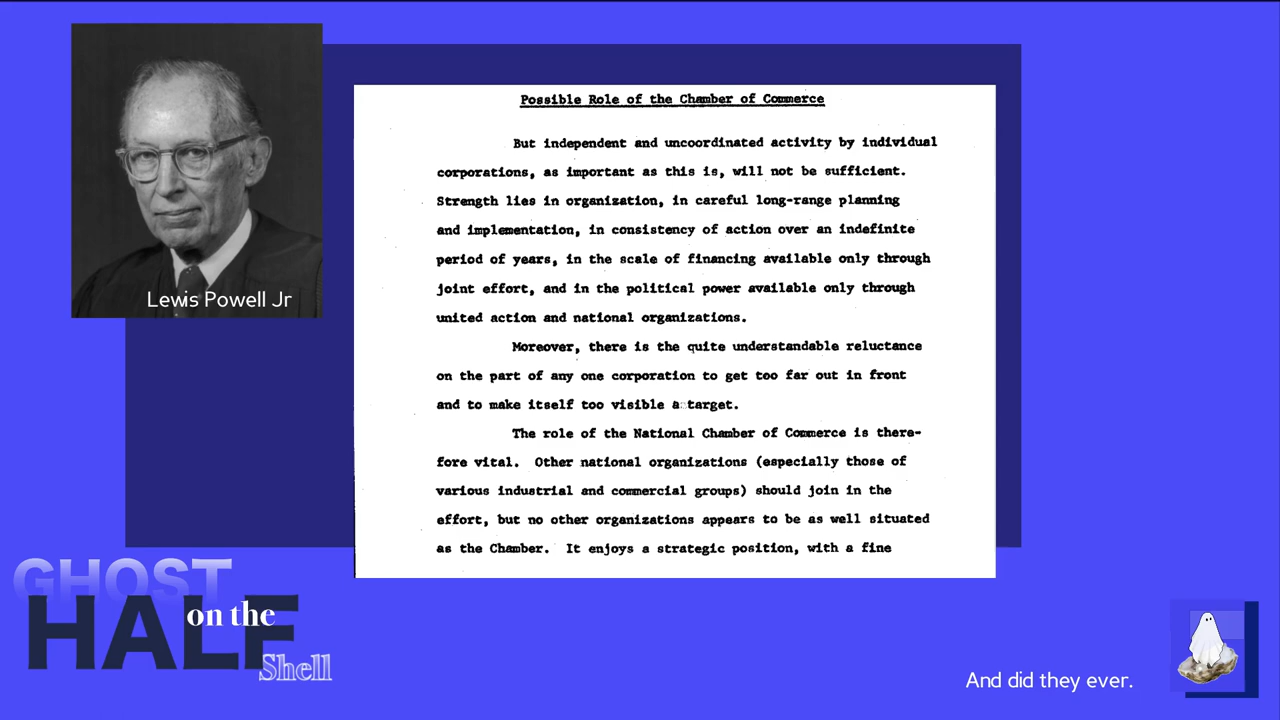 Lewis Powell Jr
Possible Role of the Chamber of Commerce
But independent and uncoordinated activity by individual
corporations, as important as this is, will not be sufficient.
Strength lies in organization, in careful long-range planning
and implementation, in consistency of action over an indefinite
period of years, in the scale of financing available only through
joint effort, and in the political power available only through
united action and national organizations.
Moreover, there is the quite understandable reluctance
on the part of any one corporation to get too far out in front
and to make itself too visible a target.
The role of the National Chamber of Commerce is there-
fore vital. Other national organizations (especially those of
various industrial and commercial groups) should join in the
effort, but no other organizations appears to be as well situated
as the Chamber. It enjoys a strategic position, with a fine
GHOST
on the
HALF
Shell
And did they ever.